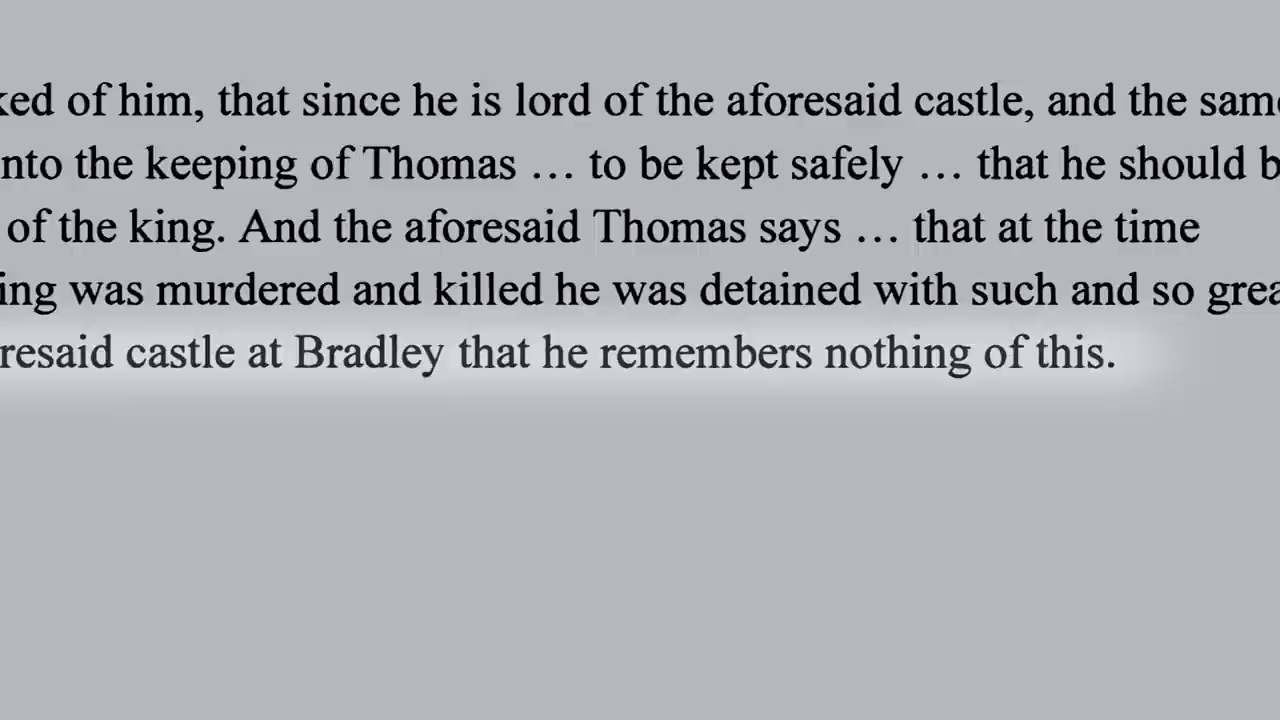 ked of him, that since he is lord of the aforesaid castle, and the same
nto the keeping of Thomas … to be kept safely … that he should b
of the king. And the aforesaid Thomas says … that at the time
ing was murdered and killed he was detained with such and so grea
resaid castle at Bradley that he remembers nothing of this.